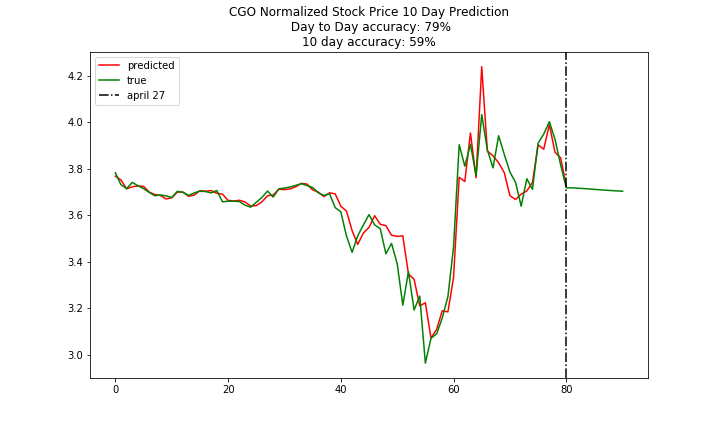 CGO Normalized Stock Price 10 Day Prediction
Day to Day accuracy: 79%
10 day accuracy: 59%
predicted
true
april 27
4.2
4.0
3.8
3.6
3.4
3.2
3.0
0 20 40 60 80